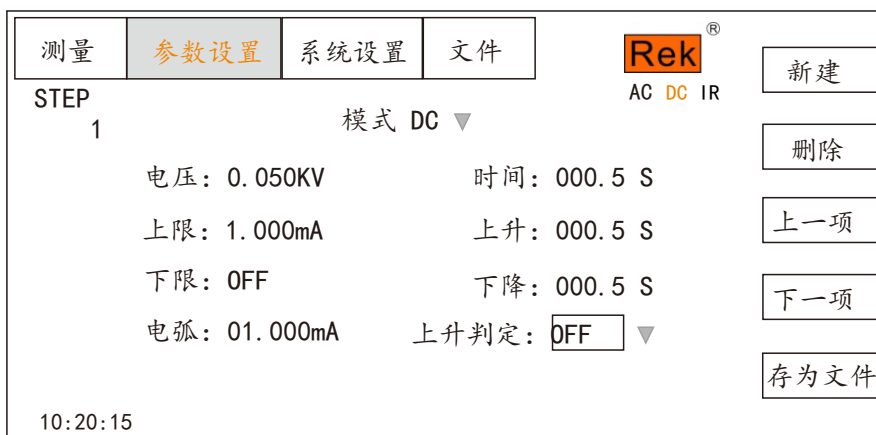 测量 参数设置 系统设置 文件 Rek ®
AC DC IR
新建
STEP
1
模式 DC ▼
删除
电压: 0.050KV 时间: 000.5 S
上限: 1.000mA 上升: 000.5 S
上一项
下限: OFF 下降: 000.5 S
下一项
电弧: 01.000mA 上升判定: OFF ▼
存为文件
10:20:15